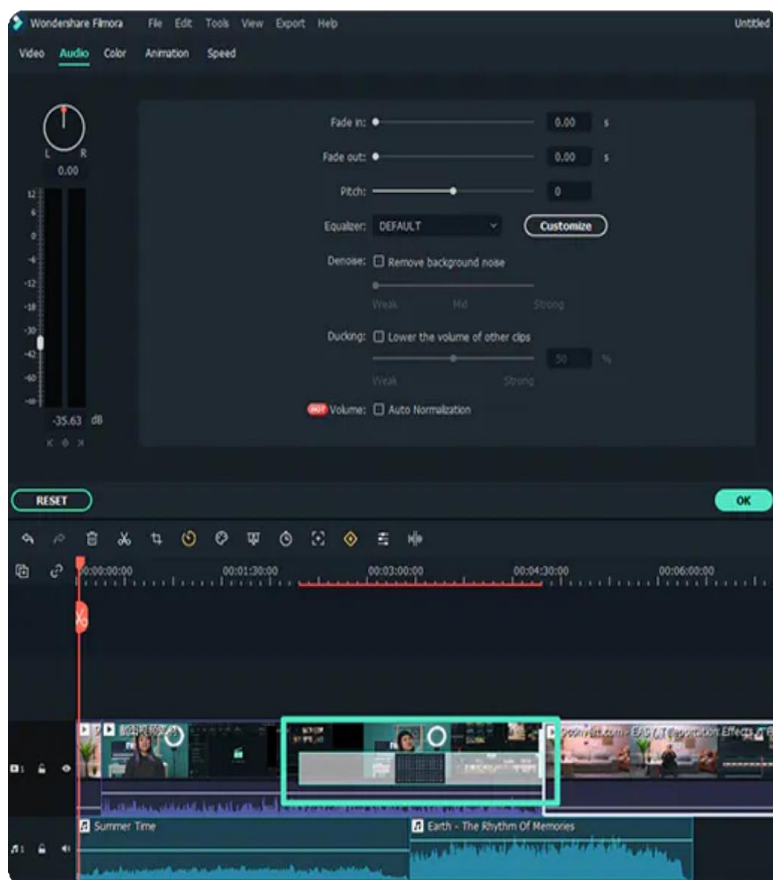 Wondershare Filmora File Edit Tools View Export Help Untitled
Video Audio Color Animation Speed
Fade in: 0.00 s
L R
0.00
Fade out: 0.00 s
Pitch: 0
Equalizer: DEFAULT Customize
Denoise: Remove background noise
Weak Mid Strong
Ducking: Lower the volume of other clips
50 %
Weak Strong
HOT Volume: Auto Normalization
12
6
0
-6
-12
-18
-30
-42
-60
-35.63 dB
RESET OK
00:00:00:00 00:01:30:00 00:03:00:00 00:04:30:00 00:06:00:00
EASY Teleportation Effects
1
Summer Time Earth - The Rhythm Of Memories
1